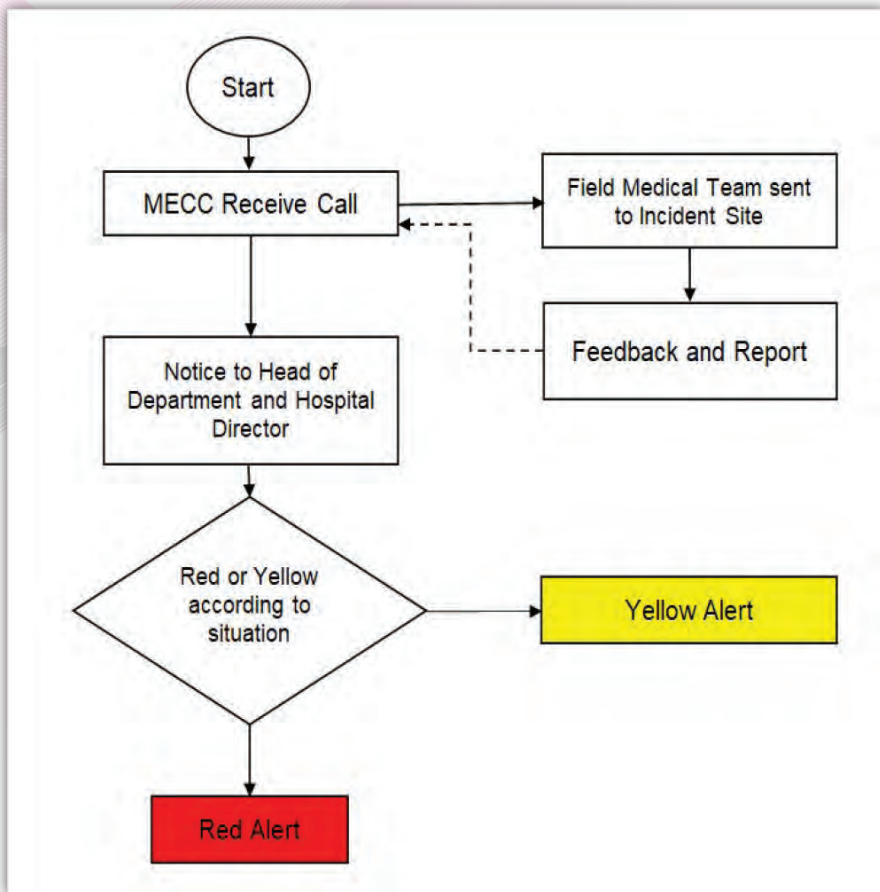 Start
MECC Receive Call
Field Medical Team sent
to Incident Site
Feedback and Report
Notice to Head of
Department and Hospital
Director
Red or Yellow
according to
situation
Yellow Alert
Red Alert